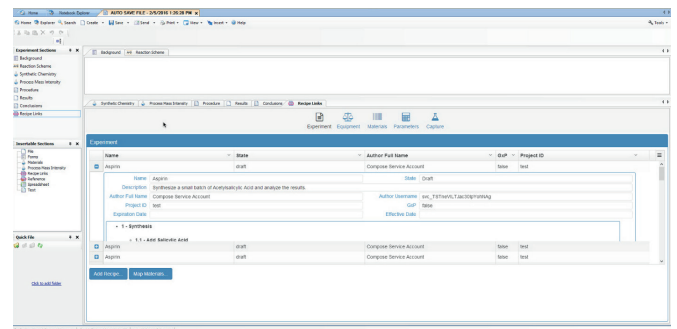 Home Notebook Explorer AUTO SAVE FILE - 2/5/2016 1:26:28 PM x
Home Explorer Search Create Save Send Print View Insert Help Tools
Experiment Sections
Background
Reaction Scheme
Synthetic Chemistry
Process Mass Intensity
Procedure
Results
Conclusions
Recipe Links
Background Reaction Scheme
Synthetic Chemistry Process Mass Intensity Procedure Results Conclusions Recipe Links
Experiment Equipment Materials Parameters Capture
Insertable Sections
File
Forms
Materials
Process Mass Intensity
Recipe Links
Reference
Spreadsheet
Text
Experiment
Name State Author Full Name GxP Project ID
Aspirin draft Compose Service Account false test
Name Aspirin State Draft
Description Synthesize a small batch of Acetylsalicylic Acid and analyze the results
Author Full Name Compose Service Account Author Username
Project ID test GxP false
Expiration Date Effective Date
1 - Synthesis
1.1 - Add Salicylic Acid
Aspirin draft Compose Service Account false test
Aspirin draft Compose Service Account false test
Add Recipe... Map Materials...
Quick File
Click to add folder